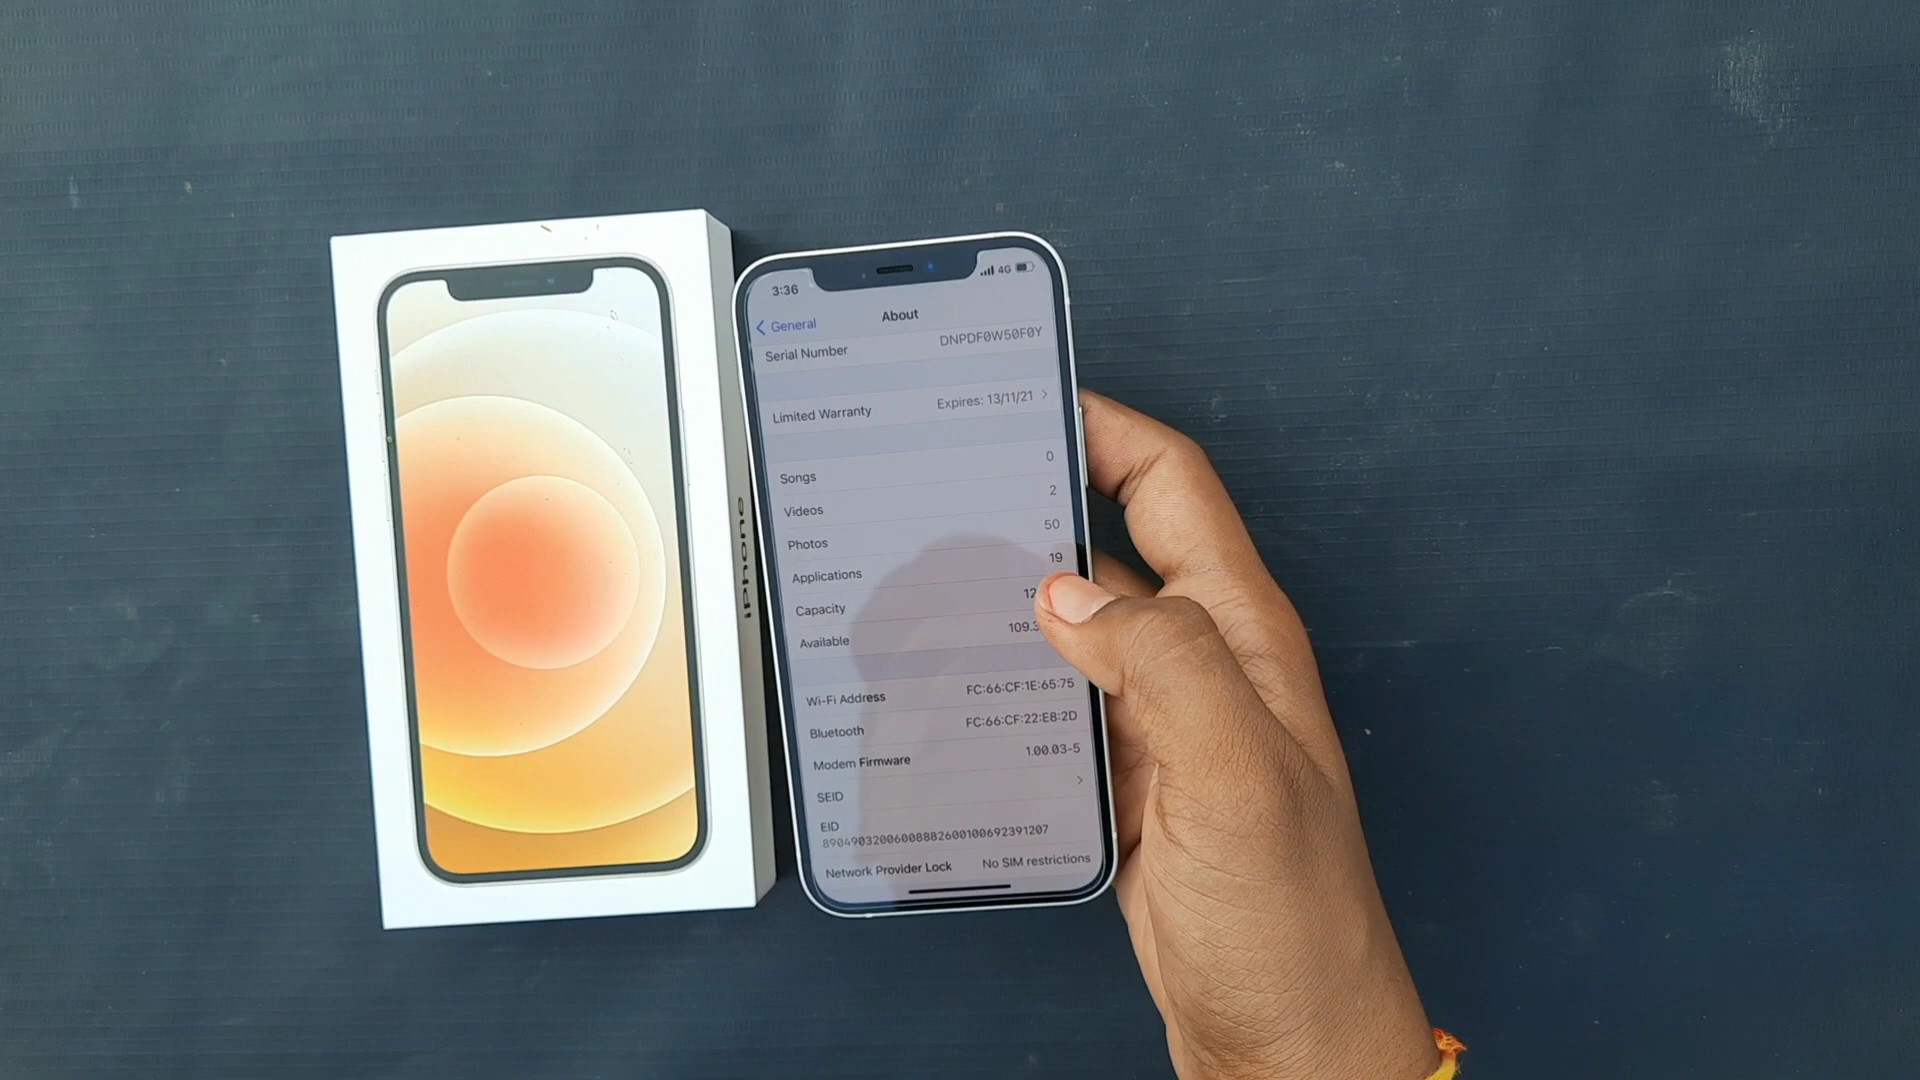 iPhone
3:36
4G
General
About
Serial Number DNPDF0W50F0Y
Limited Warranty Expires: 13/11/21
Songs 0
Videos 2
Photos 50
Applications 19
Capacity
Available
Wi-Fi Address FC:66:CF:1E:65:75
Bluetooth FC:66:CF:22:E8:2D
Modem Firmware 1.00.03-5
SEID
EID
89049032006008882600100692391207
Network Provider Lock No SIM restrictions